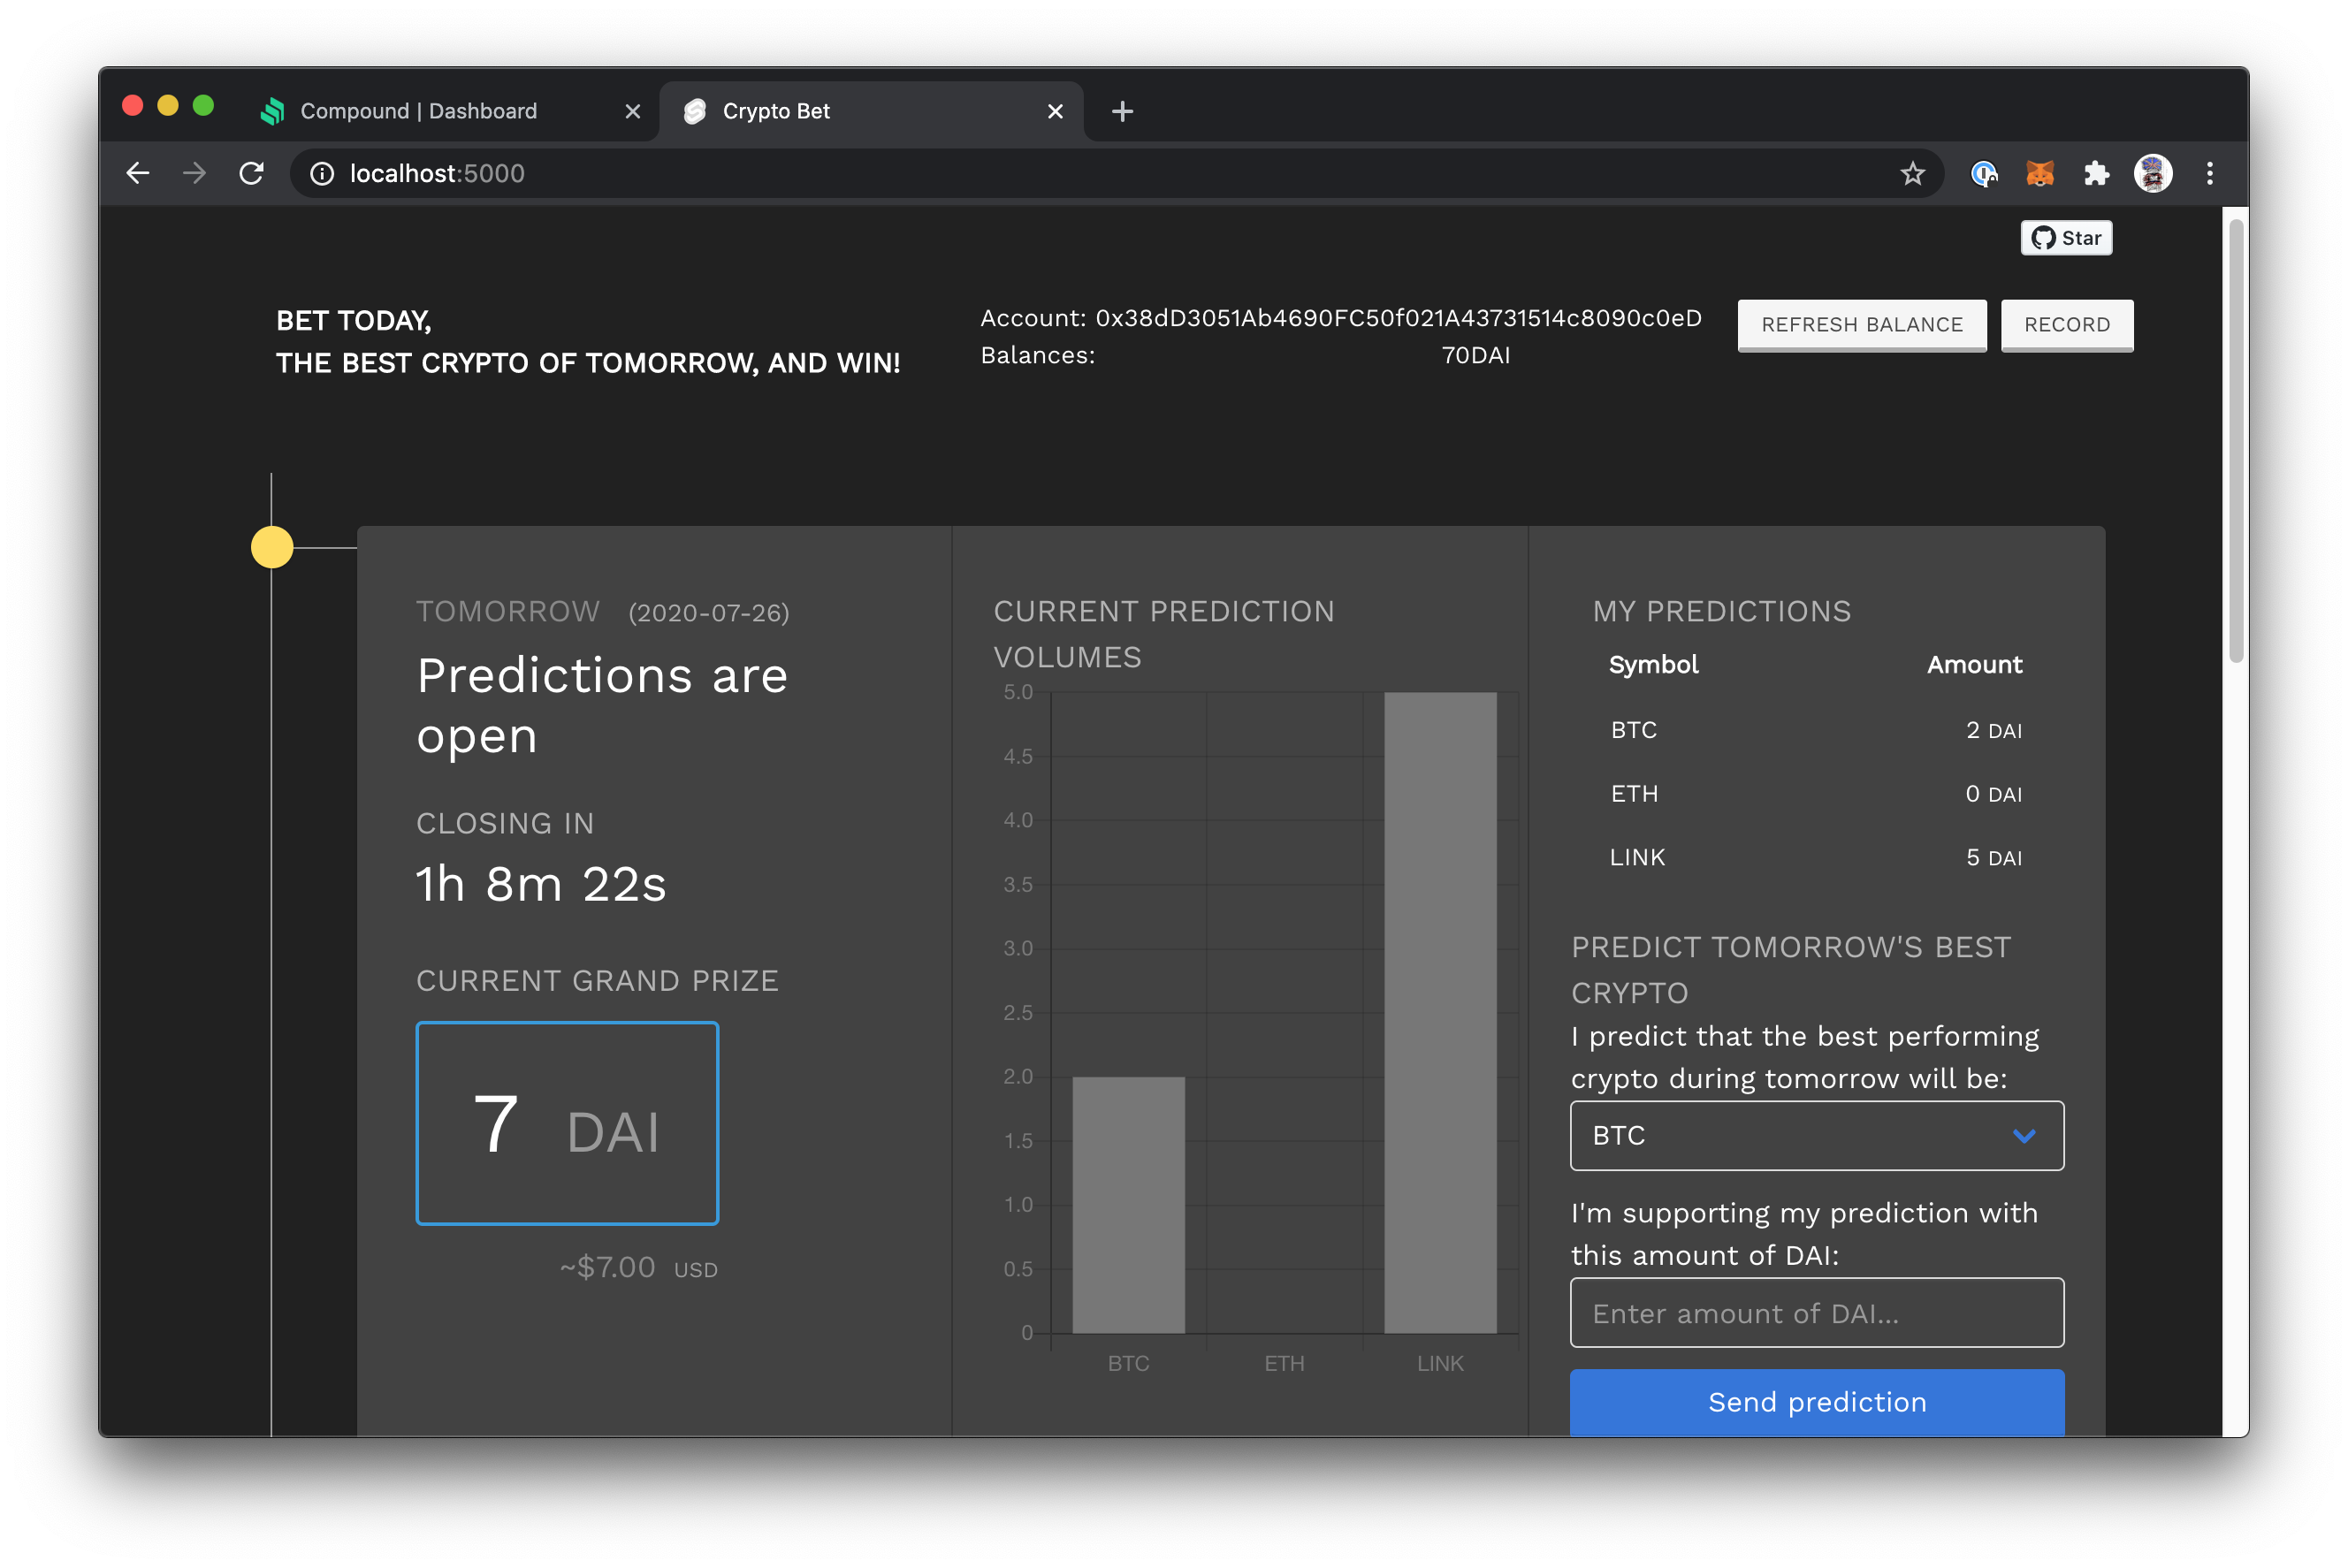 Compound | Dashboard
Crypto Bet
localhost:5000
Star
BET TODAY,
THE BEST CRYPTO OF TOMORROW, AND WIN!
Account: 0x38dD3051Ab4690FC50f021A43731514c8090c0eD
Balances: 70DAI
REFRESH BALANCE
RECORD
TOMORROW (2020-07-26)
Predictions are
open
CLOSING IN
1h 8m 22s
CURRENT GRAND PRIZE
7 DAI
~$7.00 USD
CURRENT PREDICTION
VOLUMES
5.0
4.5
4.0
3.5
3.0
2.5
2.0
1.5
1.0
0.5
0
BTC ETH LINK
MY PREDICTIONS
Symbol Amount
BTC 2 DAI
ETH 0 DAI
LINK 5 DAI
PREDICT TOMORROW'S BEST
CRYPTO
I predict that the best performing
crypto during tomorrow will be:
BTC
I'm supporting my prediction with
this amount of DAI:
Enter amount of DAI...
Send prediction